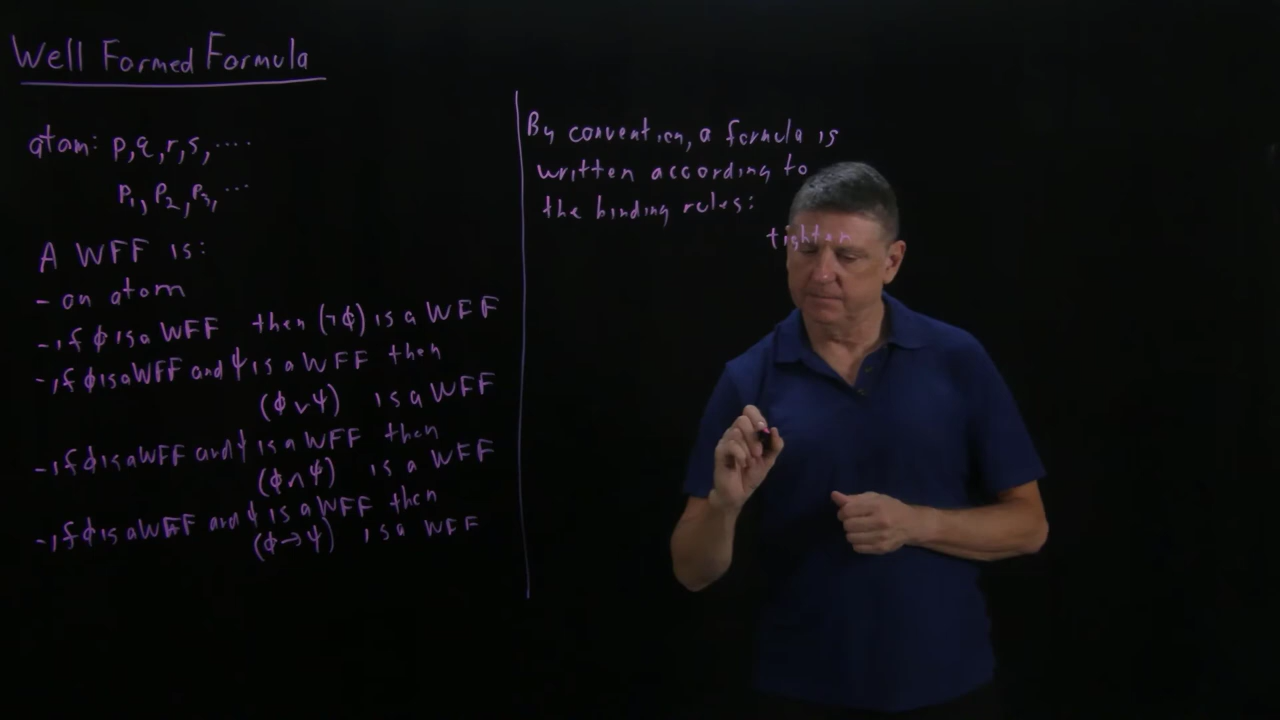 Well Formed Formula
atom: p, q, r, s, ....
p₁, p₂, p₃, ...
A WFF is:
- an atom
- if ϕ is a WFF then (¬ϕ) is a WFF
- if ϕ is a WFF and ψ is a WFF then
(ϕ ∨ ψ) is a WFF
- if ϕ is a WFF and ψ is a WFF then
(ϕ ∧ ψ) is a WFF
- if ϕ is a WFF and ψ is a WFF then
(ϕ → ψ) is a WFF
By convention, a formula is
written according to
the binding rules:
tighter